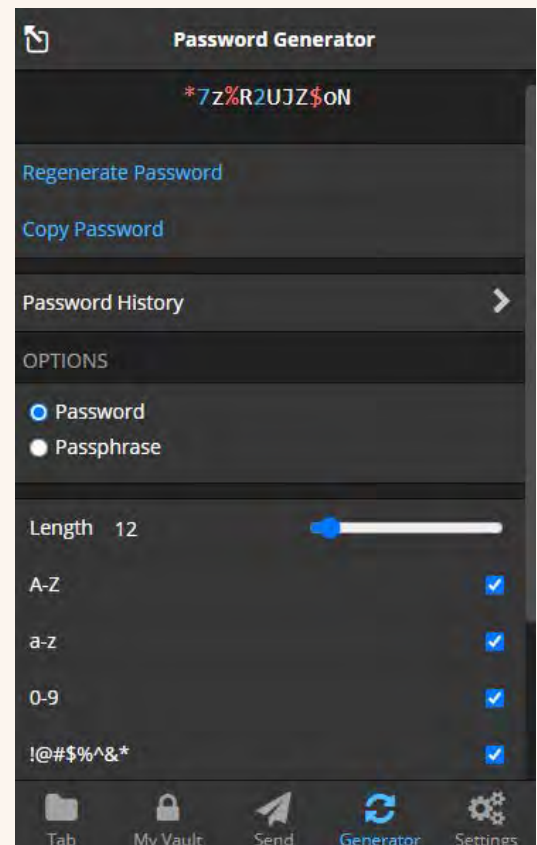 Password Generator
*7z%R2UJZ$oN
Regenerate Password
Copy Password
Password History
OPTIONS
Password
Passphrase
Length 12
A-Z
a-z
0-9
!@#$%^&*
Tab My Vault Send Generator Settings